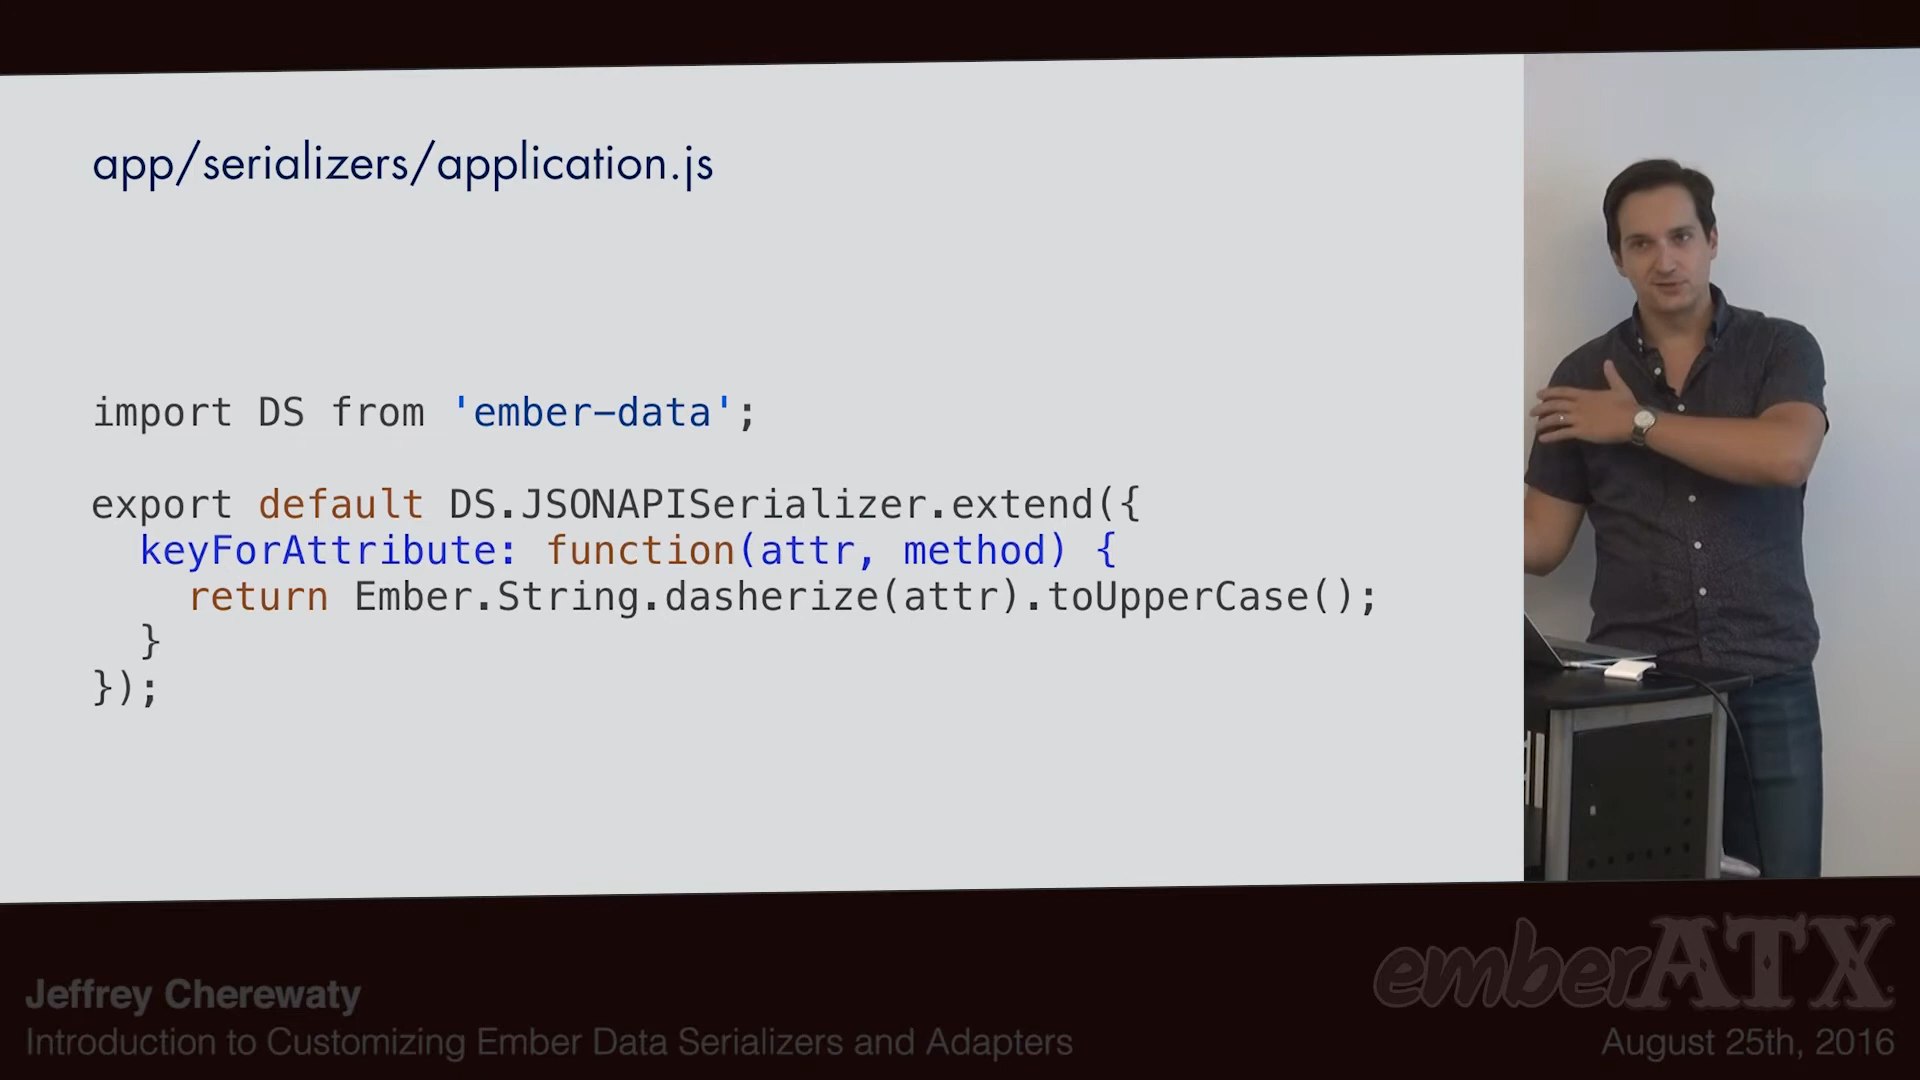 app/serializers/application.js
import DS from 'ember-data';
export default DS.JSONAPISerializer.extend({
keyForAttribute: function(attr, method) {
return Ember.String.dasherize(attr).toUpperCase();
}
});
emberATX
Jeffrey Cherewaty
Introduction to Customizing Ember Data Serializers and Adapters
August 25th, 2016